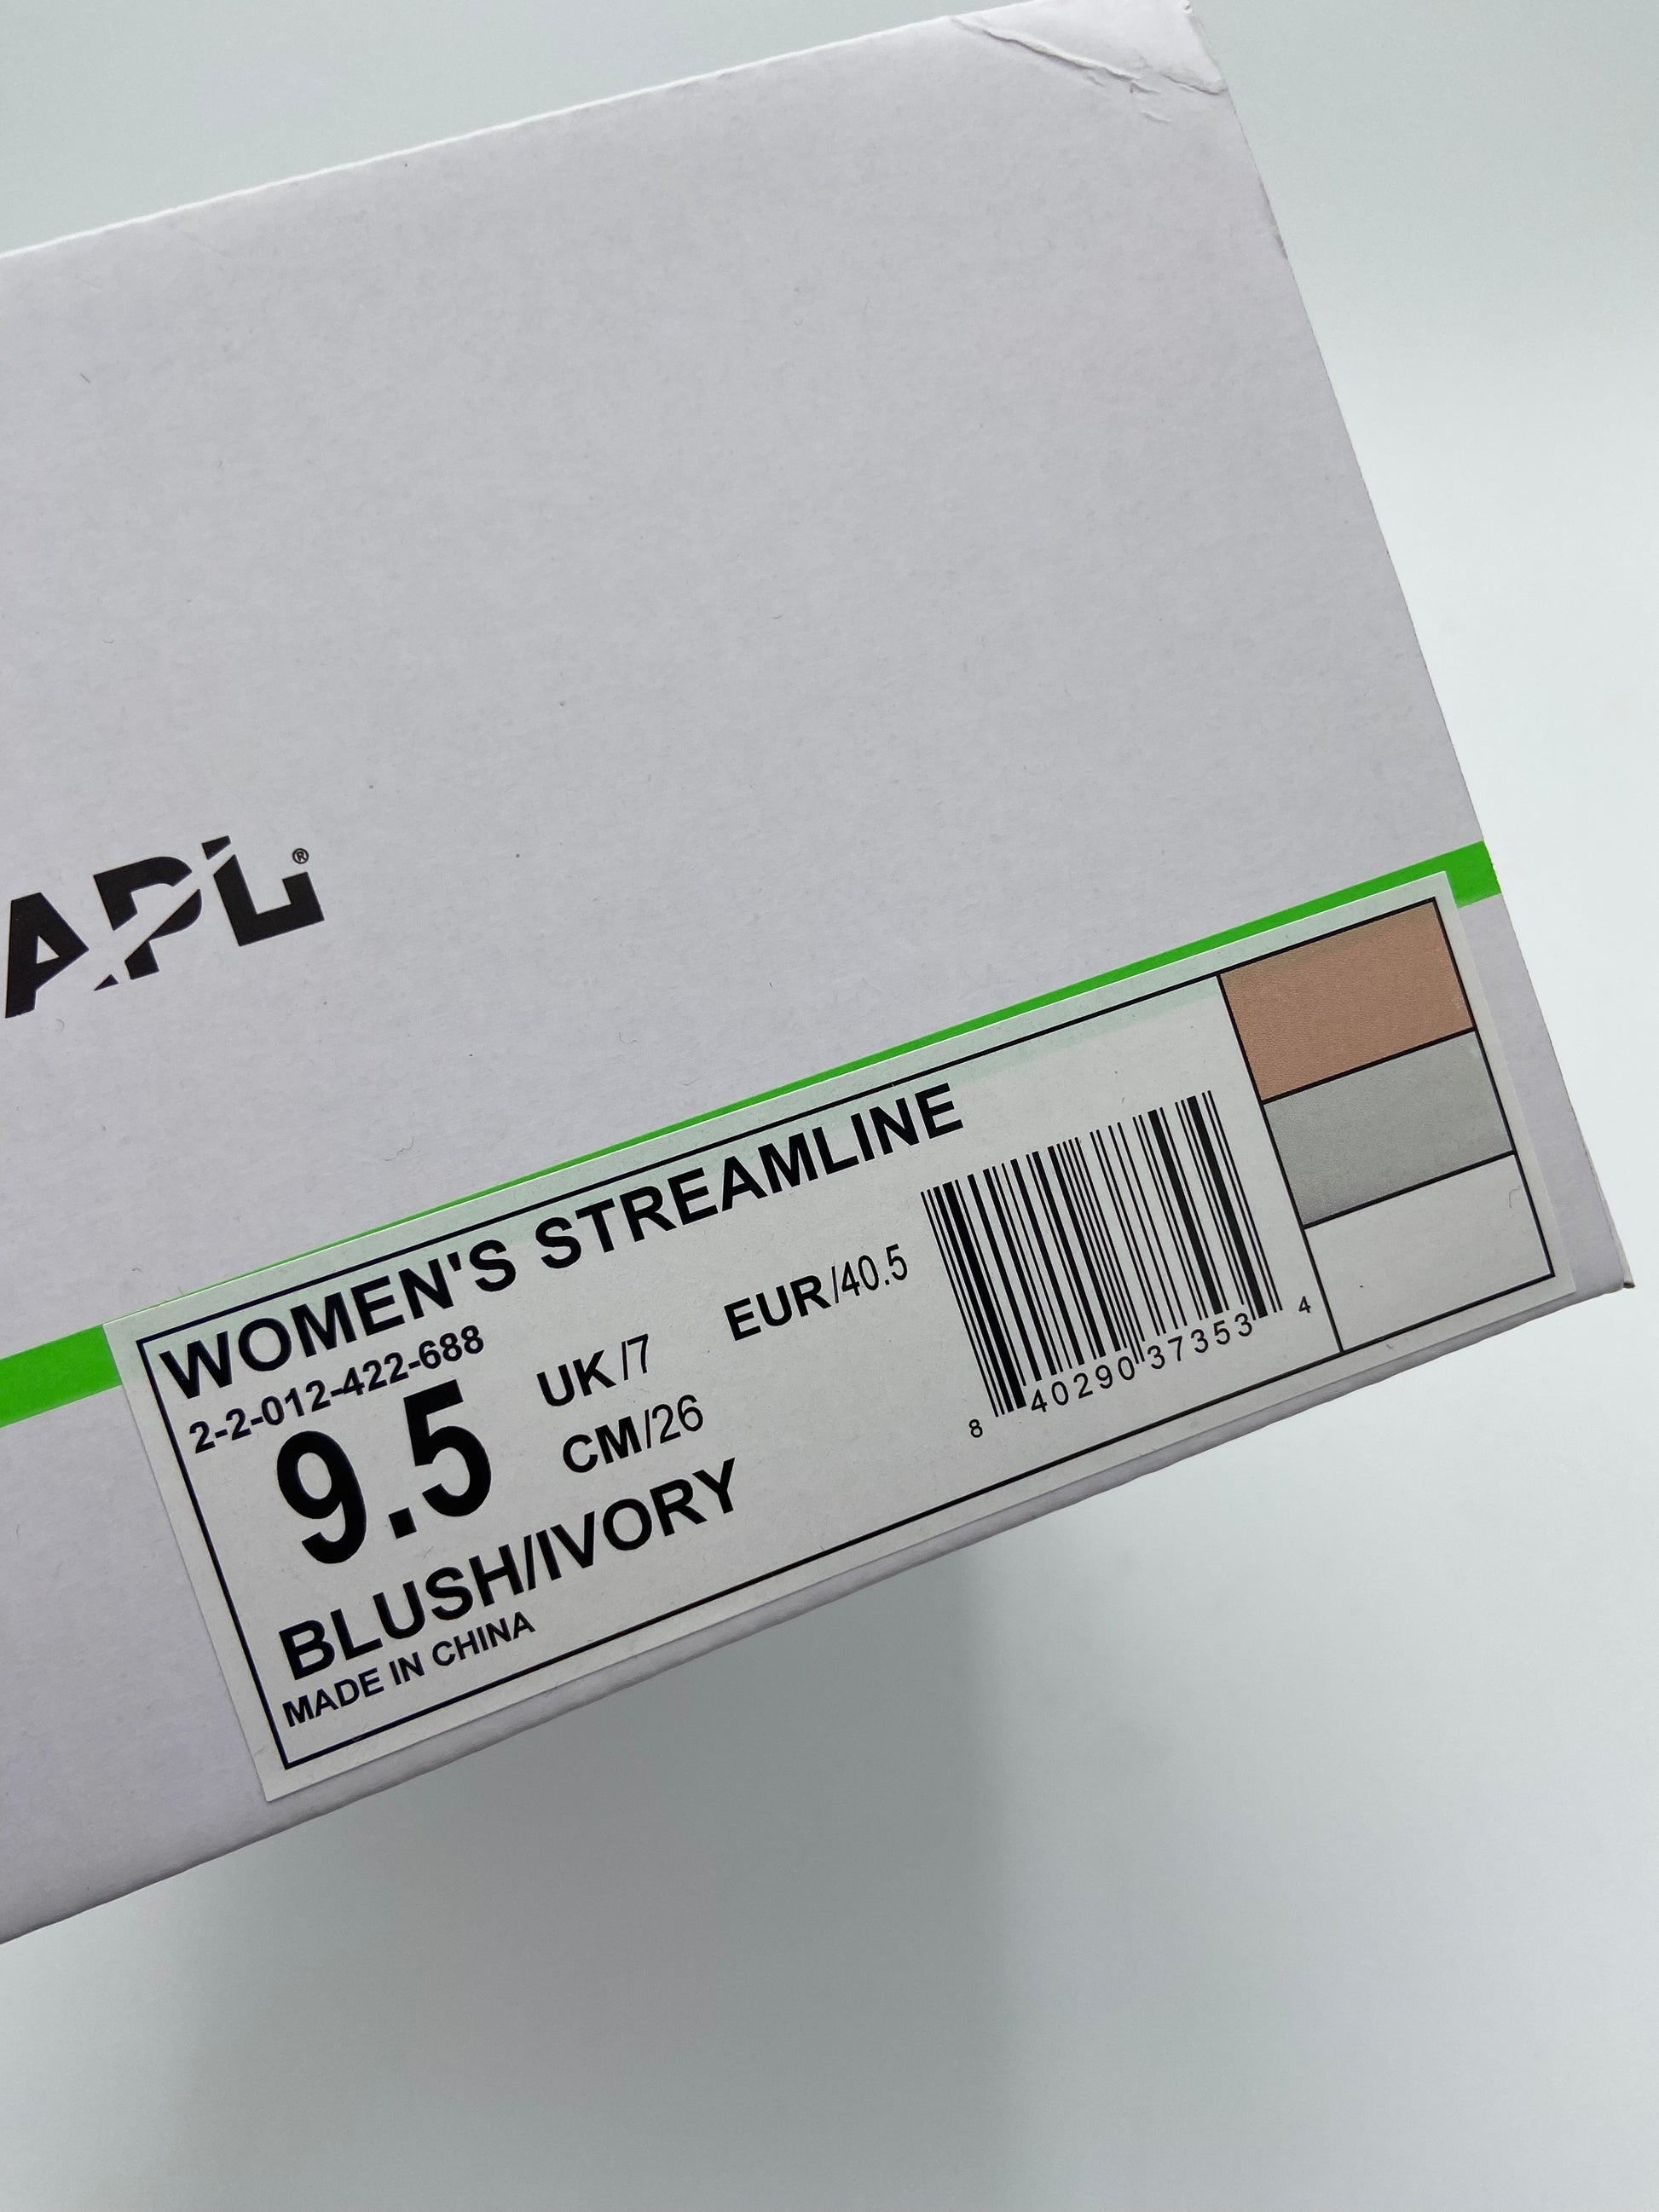 APL®
WOMEN'S STREAMLINE
2-2-012-422-688
9.5
UK/7
EUR/40.5
CM/26
BLUSH/IVORY
MADE IN CHINA
8 40290 37353 4